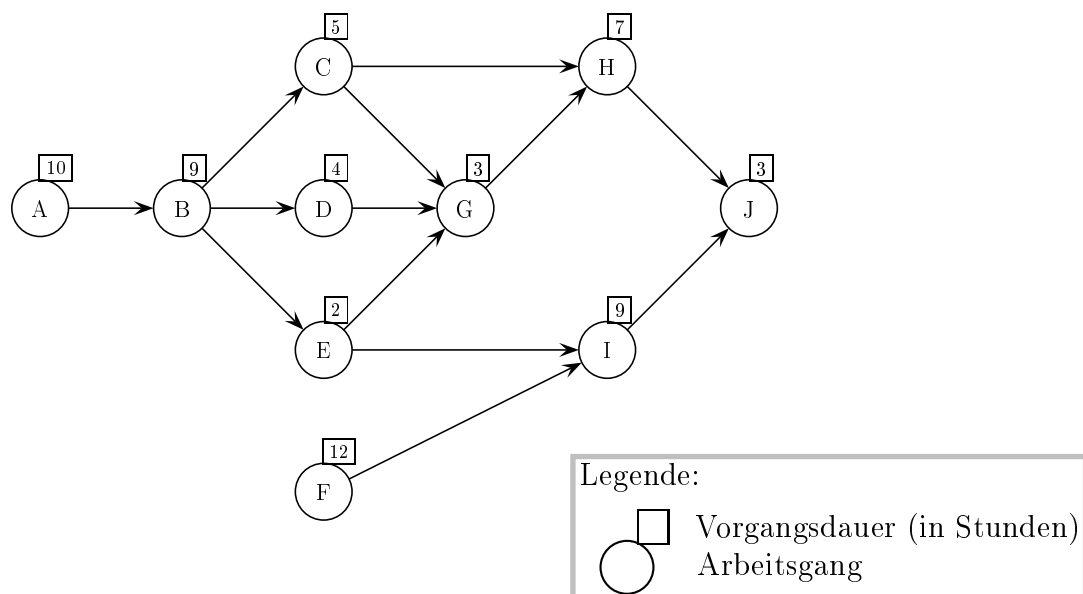 5
7
C
H
10
9
4
3
3
A
B
D
G
J
2
9
E
I
12
F
Legende:
Vorgangsdauer (in Stunden)
Arbeitsgang